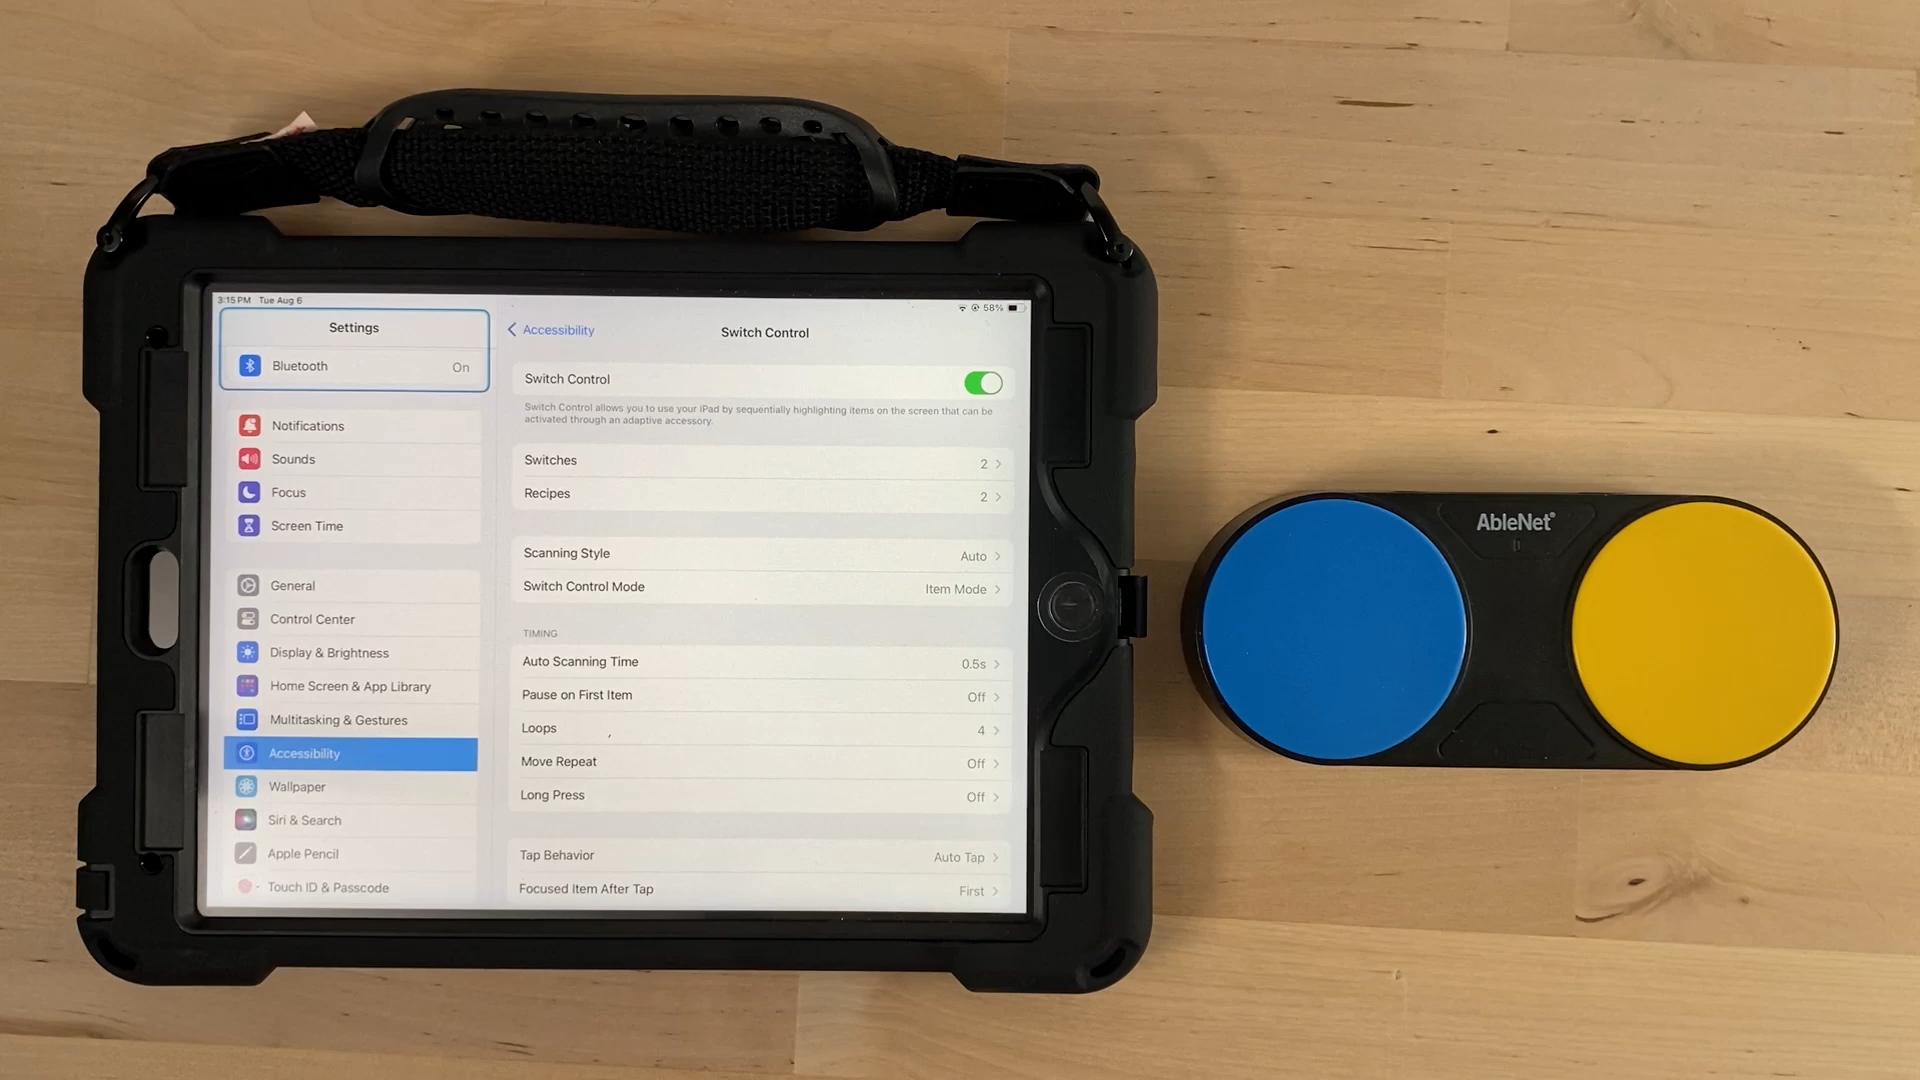 3:15 PM Tue Aug 6
58%
Settings
Bluetooth On
Notifications
Sounds
Focus
Screen Time
General
Control Center
Display & Brightness
Home Screen & App Library
Multitasking & Gestures
Accessibility
Wallpaper
Siri & Search
Apple Pencil
Touch ID & Passcode
Accessibility
Switch Control
Switch Control
Switch Control allows you to use your iPad by sequentially highlighting items on the screen that can be
activated through an adaptive accessory.
Switches 2
Recipes 2
Scanning Style Auto
Switch Control Mode Item Mode
TIMING
Auto Scanning Time 0.5s
Pause on First Item Off
Loops 4
Move Repeat Off
Long Press Off
Tap Behavior Auto Tap
Focused Item After Tap First
AbleNet®